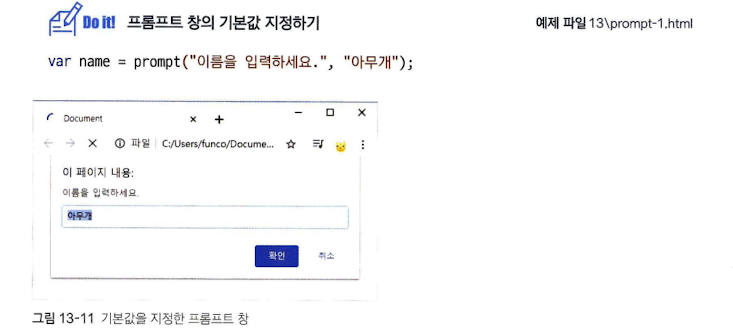 Do it! 프롬프트 창의 기본값 지정하기
예제 파일 13\prompt-1.html
var name = prompt("이름을 입력하세요.", "아무개");
Document
파일 C:/Users/funco/Docume...
이 페이지 내용:
이름을 입력하세요.
아무개
확인 취소
그림 13-11 기본값을 지정한 프롬프트 창